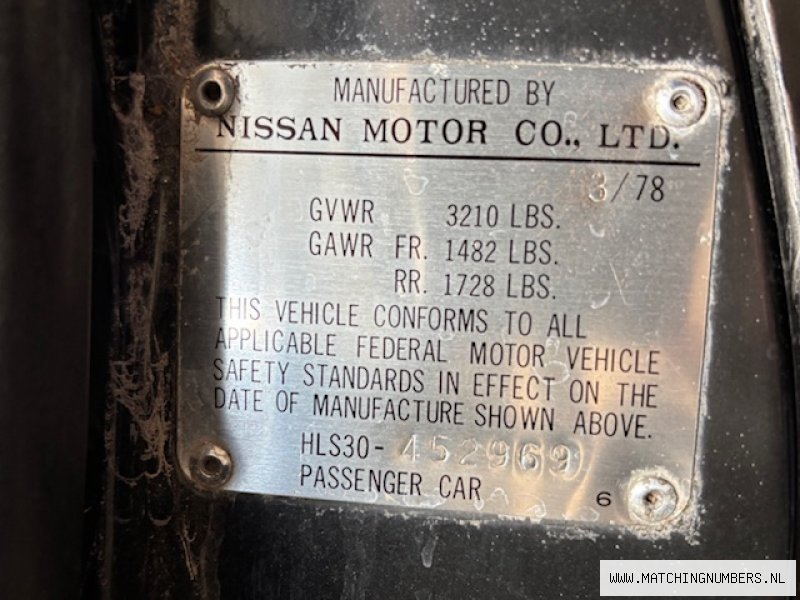 MANUFACTURED BY
NISSAN MOTOR CO., LTD.
3/78
GVWR 3210 LBS.
GAWR FR. 1482 LBS.
RR. 1728 LBS.
THIS VEHICLE CONFORMS TO ALL
APPLICABLE FEDERAL MOTOR VEHICLE
SAFETY STANDARDS IN EFFECT ON THE
DATE OF MANUFACTURE SHOWN ABOVE.
HLS30-452969
PASSENGER CAR 6
WWW.MATCHINGNUMBERS.NL